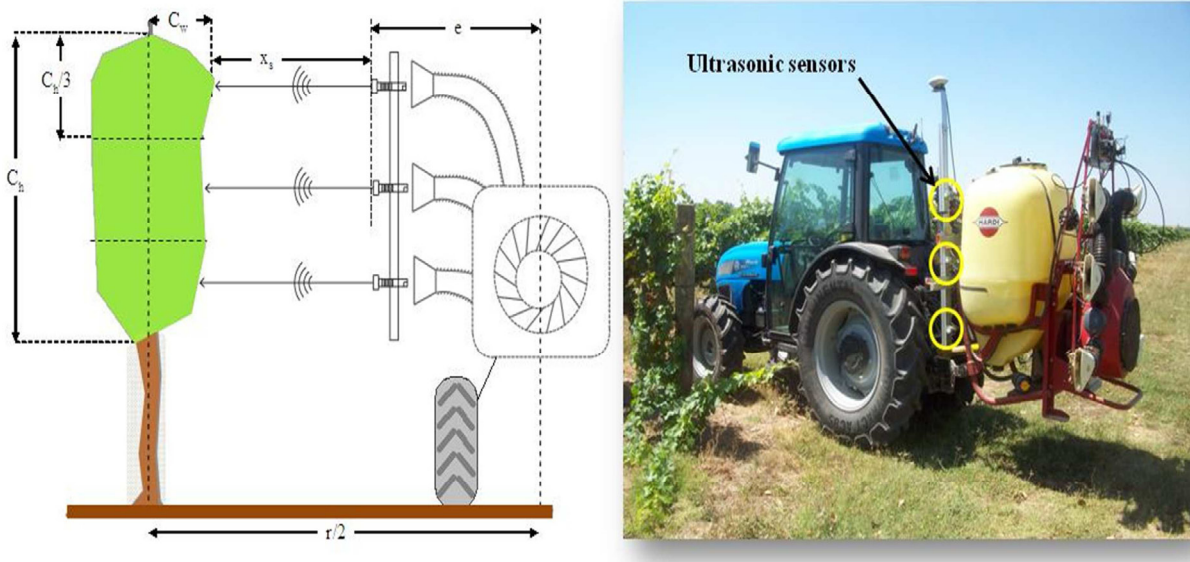 C_w
e
x_s
C_h/3
C_h
r/2
Ultrasonic sensors
HARDI